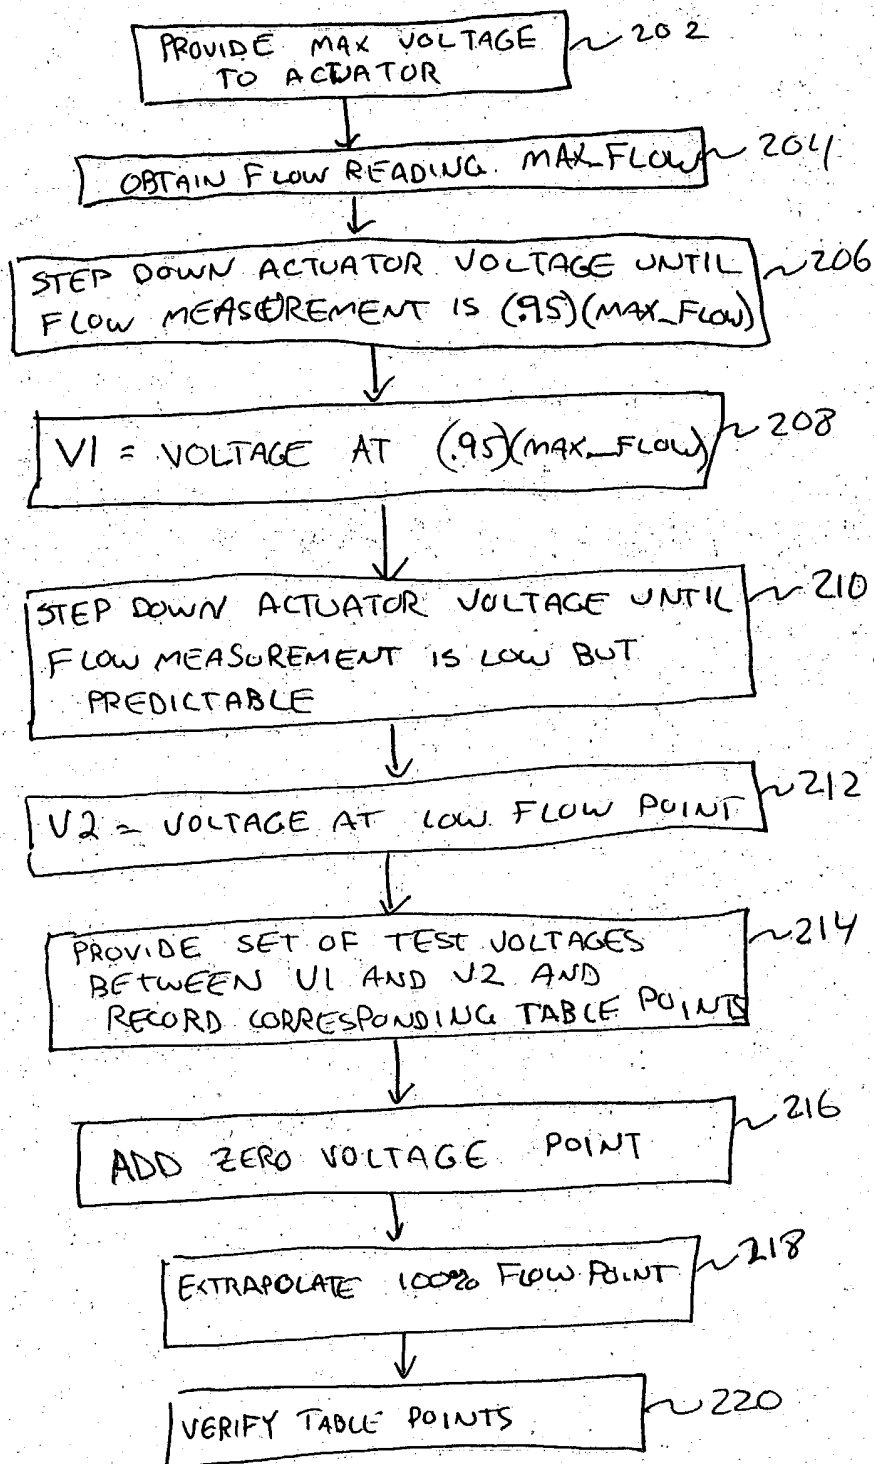 PROVIDE MAX VOLTAGE
TO ACTUATOR
202
OBTAIN FLOW READING. MAX_FLOW
204
STEP DOWN ACTUATOR VOLTAGE UNTIL
FLOW MEASUREMENT IS (.95)(MAX_FLOW)
206
V1 = VOLTAGE AT (.95)(MAX_FLOW)
208
STEP DOWN ACTUATOR VOLTAGE UNTIL
FLOW MEASUREMENT IS LOW BUT
PREDICTABLE
210
V2 = VOLTAGE AT LOW FLOW POINT
212
PROVIDE SET OF TEST VOLTAGES
BETWEEN V1 AND V2 AND
RECORD CORRESPONDING TABLE POINTS
214
ADD ZERO VOLTAGE POINT
216
EXTRAPOLATE 100% FLOW POINT
218
VERIFY TABLE POINTS
220